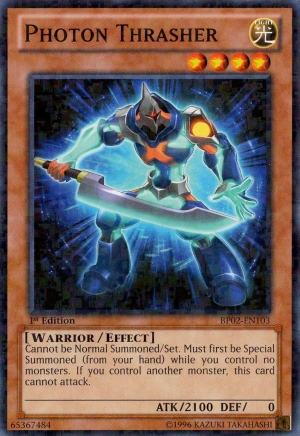 PHOTON THRASHER
LIGHT
光
1st Edition
BP02-EN103
[WARRIOR/EFFECT]
Cannot be Normal Summoned/Set. Must first be Special
Summoned (from your hand) while you control no
monsters. If you control another monster, this card
cannot attack.
ATK/2100 DEF/ 0
65367484
©1996 KAZUKI TAKAHASHI